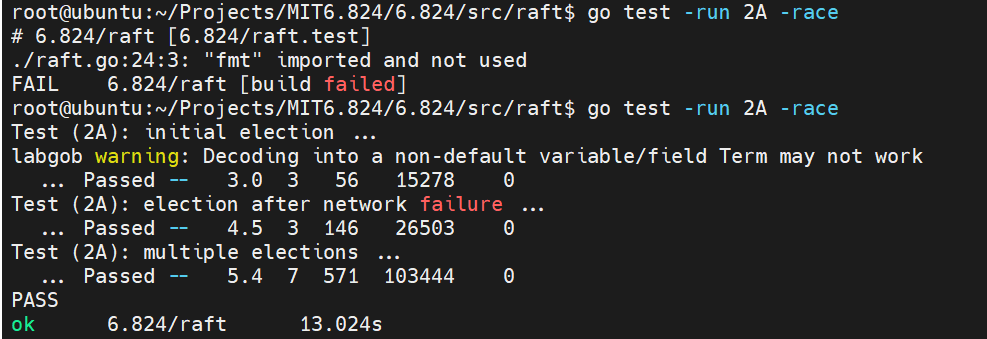 root@ubuntu:~/Projects/MIT6.824/6.824/src/raft$ go test -run 2A -race
# 6.824/raft [6.824/raft.test]
./raft.go:24:3: "fmt" imported and not used
FAIL    6.824/raft [build failed]
root@ubuntu:~/Projects/MIT6.824/6.824/src/raft$ go test -run 2A -race
Test (2A): initial election ...
labgob warning: Decoding into a non-default variable/field Term may not work
  ... Passed --   3.0  3   56   15278    0
Test (2A): election after network failure ...
  ... Passed --   4.5  3  146   26503    0
Test (2A): multiple elections ...
  ... Passed --   5.4  7  571  103444    0
PASS
ok      6.824/raft      13.024s